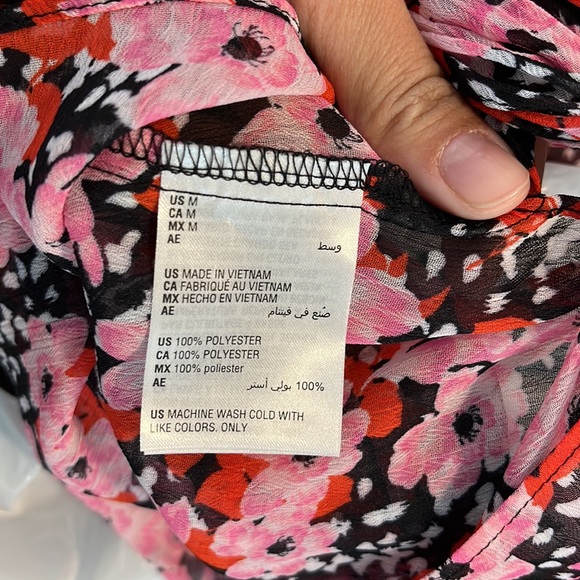 US M
CA M
MX M
AE وسط
US MADE IN VIETNAM
CA FABRIQUÉ AU VIETNAM
MX HECHO EN VIETNAM
AE صُنع في ڤيتنام
US 100% POLYESTER
CA 100% POLYESTER
MX 100% poliester
AE 100% بولي أستر
US MACHINE WASH COLD WITH
LIKE COLORS. ONLY